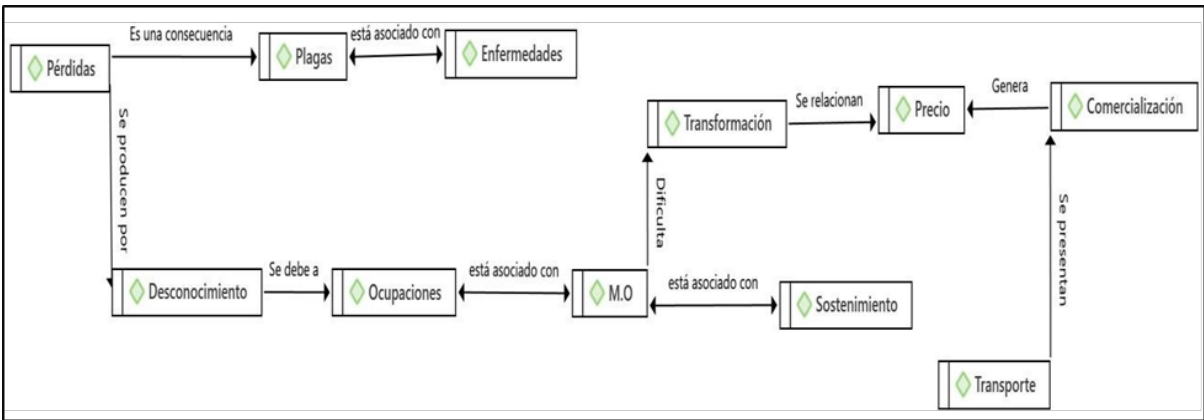 Es una consecuencia
está asociado con
Pérdidas
Plagas
Enfermedades
Se producen por
Transformación
Se relacionan
Precio
Genera
Comercialización
Dificulta
Se presentan
Desconocimiento
Se debe a
Ocupaciones
está asociado con
M.O
está asociado con
Sostenimiento
Transporte